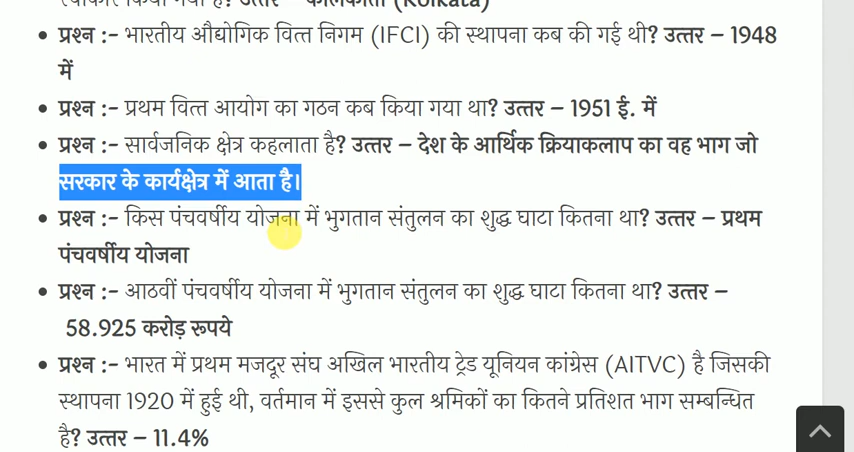 उत्तर – कोलकाता (Kolkata)
प्रश्न :- भारतीय औद्योगिक वित्त निगम (IFCI) की स्थापना कब की गई थी? उत्तर – 1948
में
प्रश्न :- प्रथम वित्त आयोग का गठन कब किया गया था? उत्तर – 1951 ई. में
प्रश्न :- सार्वजनिक क्षेत्र कहलाता है? उत्तर – देश के आर्थिक क्रियाकलाप का वह भाग जो
सरकार के कार्यक्षेत्र में आता है।
प्रश्न :- किस पंचवर्षीय योजना में भुगतान संतुलन का शुद्ध घाटा कितना था? उत्तर – प्रथम
पंचवर्षीय योजना
प्रश्न :- आठवीं पंचवर्षीय योजना में भुगतान संतुलन का शुद्ध घाटा कितना था? उत्तर –
58.925 करोड़ रूपये
प्रश्न :- भारत में प्रथम मजदूर संघ अखिल भारतीय ट्रेड यूनियन कांग्रेस (AITVC) है जिसकी
स्थापना 1920 में हुई थी, वर्तमान में इससे कुल श्रमिकों का कितने प्रतिशत भाग सम्बन्धित
है? उत्तर – 11.4%